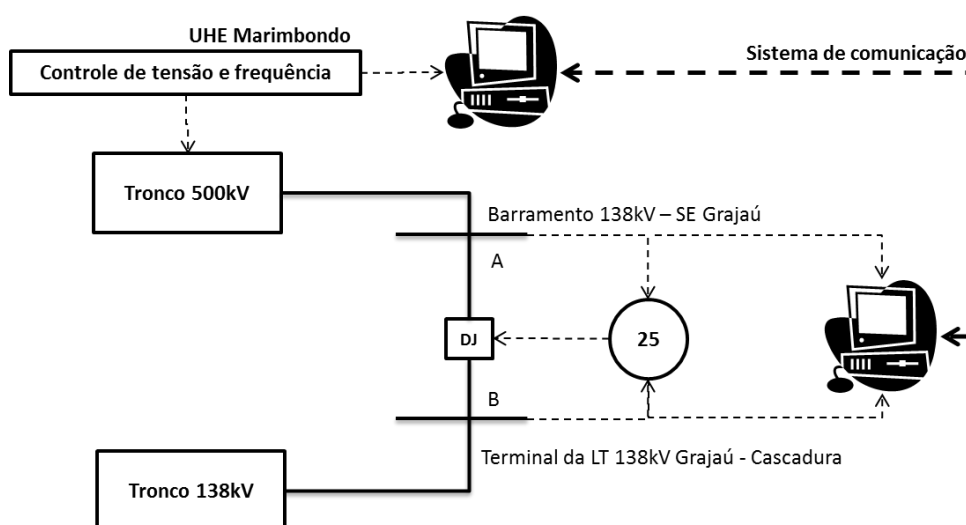 UHE Marimbondo
Controle de tensão e frequência
Sistema de comunicação
Tronco 500kV
Barramento 138kV – SE Grajaú
A
DJ
25
B
Terminal da LT 138kV Grajaú - Cascadura
Tronco 138kV